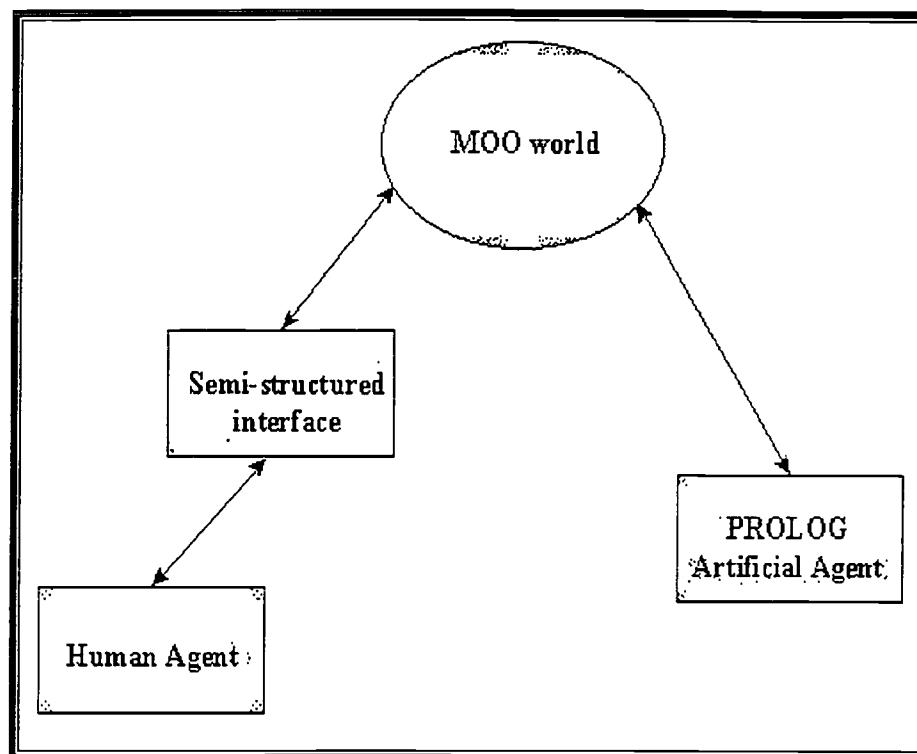 MOO world
Semi-structured
interface
PROLOG
Artificial Agent
Human Agent